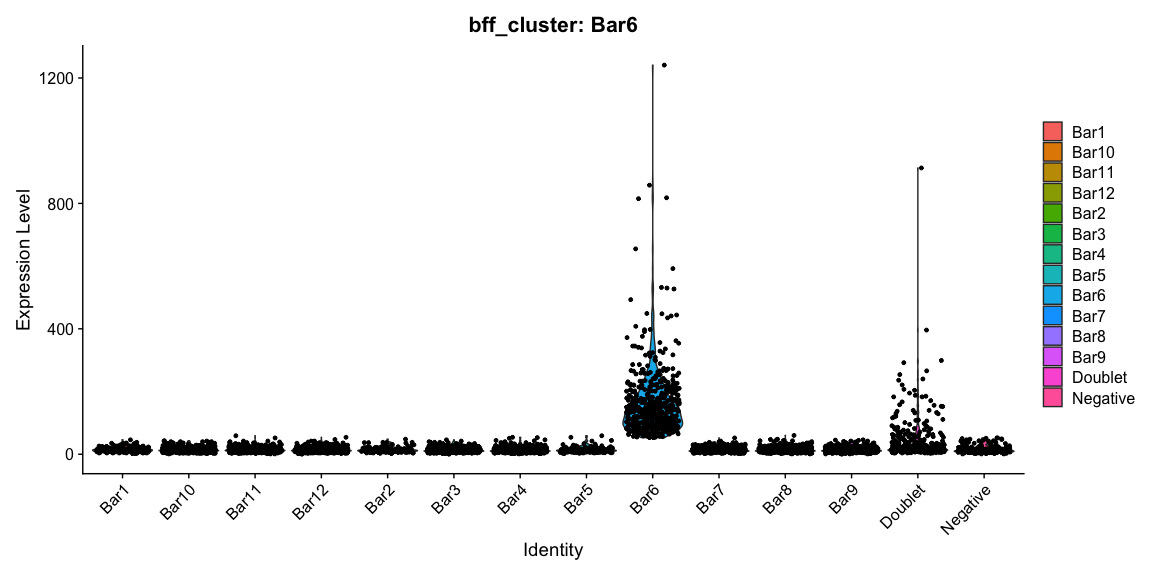 bff_cluster: Bar6
Expression Level
1200
800
400
0
Bar1
Bar10
Bar11
Bar12
Bar2
Bar3
Bar4
Bar5
Bar6
Bar7
Bar8
Bar9
Doublet
Negative
Identity
Bar1
Bar10
Bar11
Bar12
Bar2
Bar3
Bar4
Bar5
Bar6
Bar7
Bar8
Bar9
Doublet
Negative